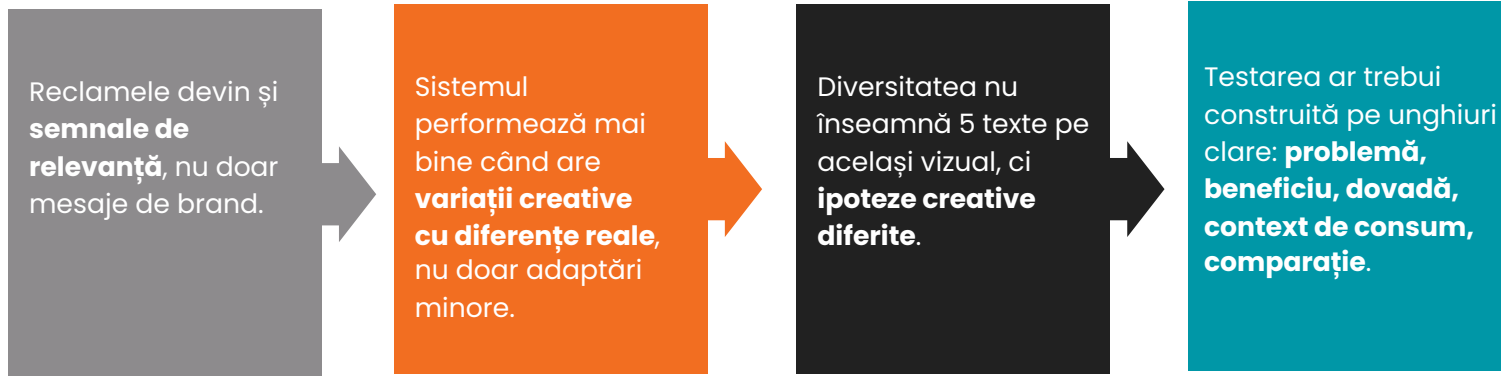 Reclamele devin și
semnale de
relevanță, nu doar
mesaje de brand.
Sistemul
performează mai
bine când are
variații creative
cu diferențe reale,
nu doar adaptări
minore.
Diversitatea nu
înseamnă 5 texte pe
același vizual, ci
ipoteze creative
diferite.
Testarea ar trebui
construită pe unghiuri
clare: problemă,
beneficiu, dovadă,
context de consum,
comparație.